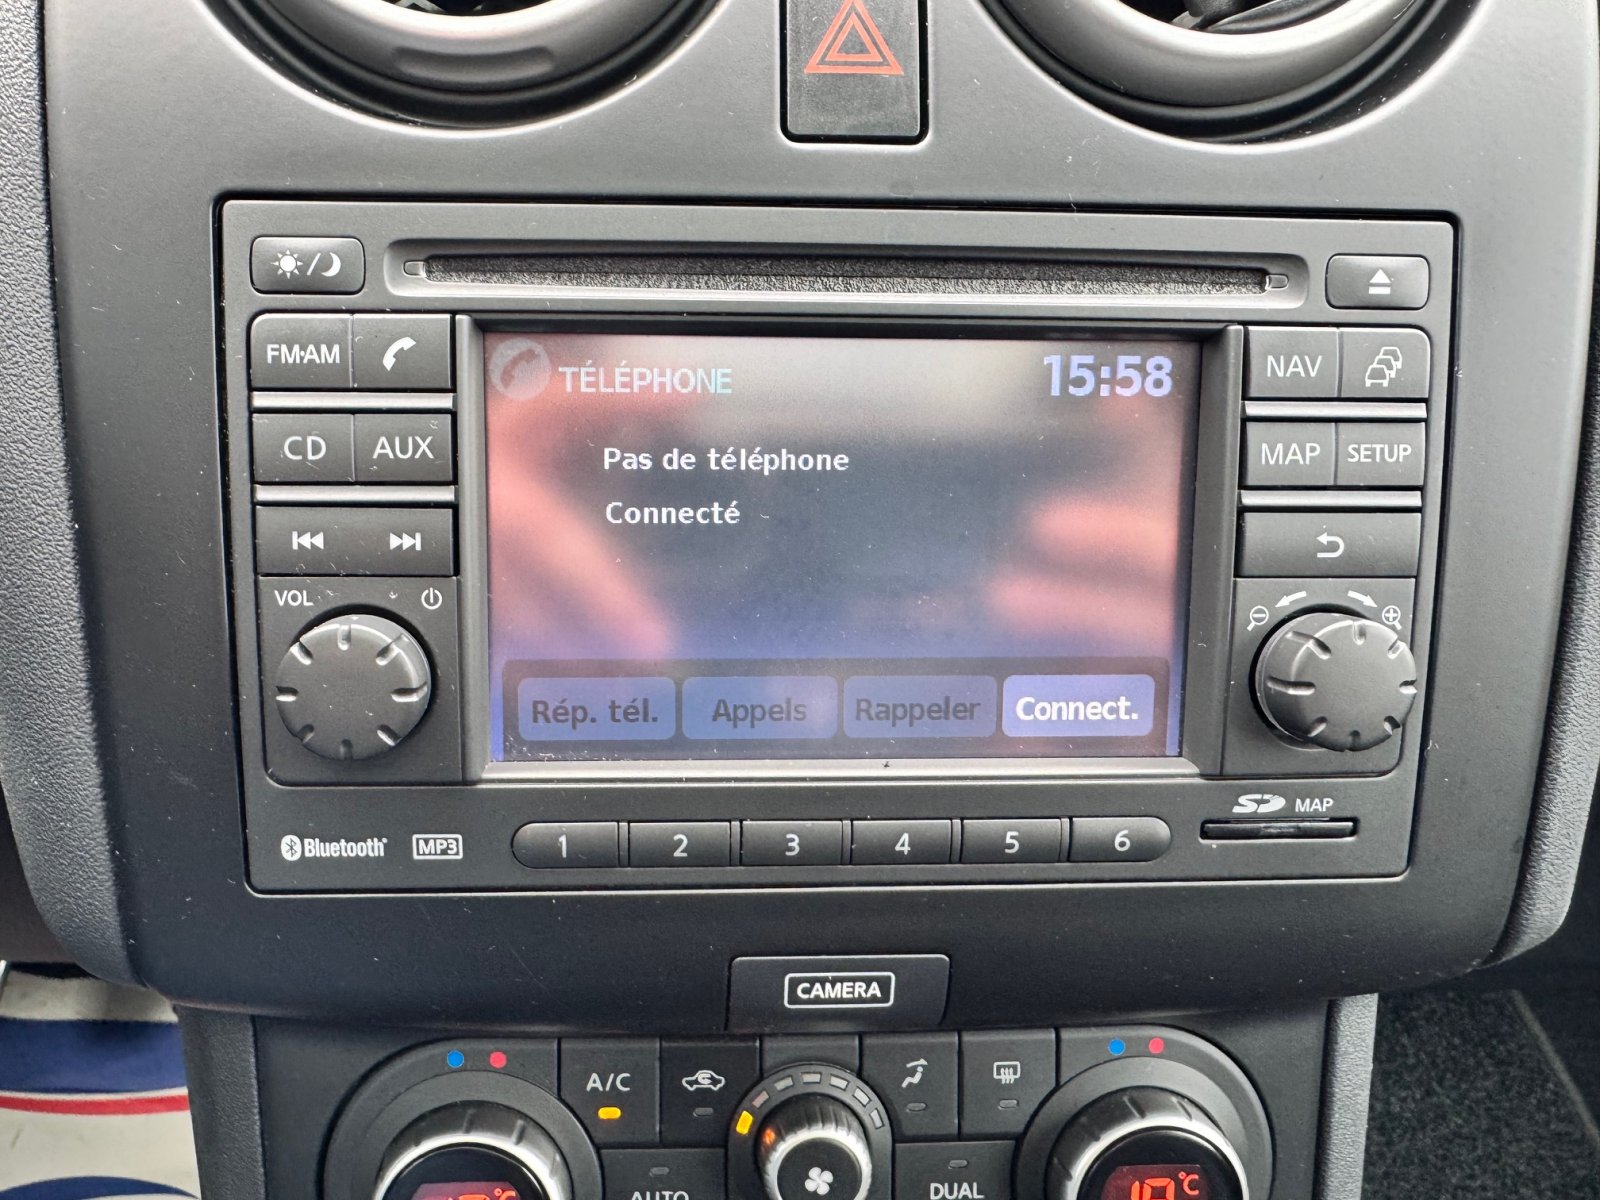 FM·AM
CD
AUX
VOL
TÉLÉPHONE
15:58
Pas de téléphone
Connecté
Rép. tél.
Appels
Rappeler
Connect.
NAV
MAP
SETUP
Bluetooth®
MP3
1
2
3
4
5
6
SD MAP
CAMERA
A/C
AUTO
DUAL
°C
°C